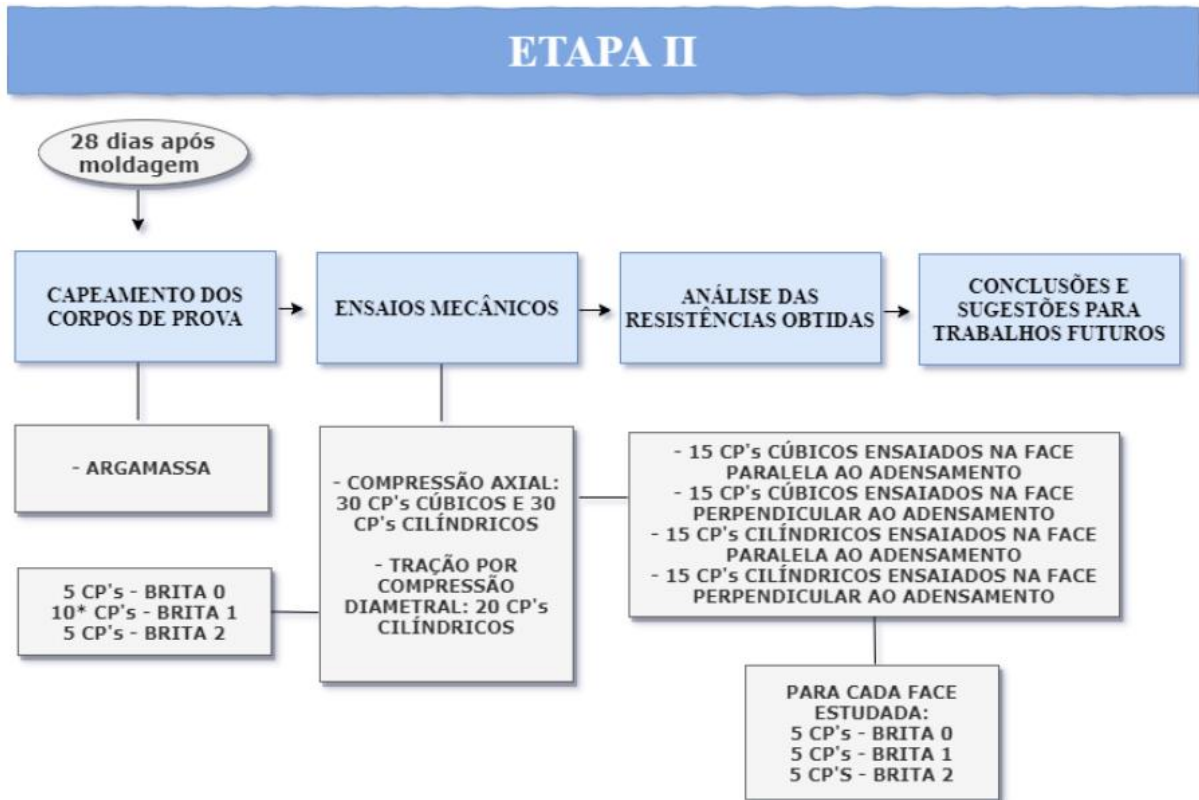 ETAPA II
28 dias após
moldagem
CAPEAMENTO DOS
CORPOS DE PROVA
ENSAIOS MECÂNICOS
ANÁLISE DAS
RESISTÊNCIAS OBTIDAS
CONCLUSÕES E
SUGESTÕES PARA
TRABALHOS FUTUROS
- ARGAMASSA
- COMPRESSÃO AXIAL:
30 CP's CÚBICOS E 30
CP's CILÍNDRICOS
- TRAÇÃO POR
COMPRESSÃO
DIAMETRAL: 20 CP's
CILÍNDRICOS
5 CP's - BRITA 0
10* CP's - BRITA 1
5 CP's - BRITA 2
- 15 CP's CÚBICOS ENSAIADOS NA FACE
PARALELA AO ADENSAMENTO
- 15 CP's CÚBICOS ENSAIADOS NA FACE
PERPENDICULAR AO ADENSAMENTO
- 15 CP's CILÍNDRICOS ENSAIADOS NA FACE
PARALELA AO ADENSAMENTO
- 15 CP's CILÍNDRICOS ENSAIADOS NA FACE
PERPENDICULAR AO ADENSAMENTO
PARA CADA FACE
ESTUDADA:
5 CP's - BRITA 0
5 CP's - BRITA 1
5 CP'S - BRITA 2